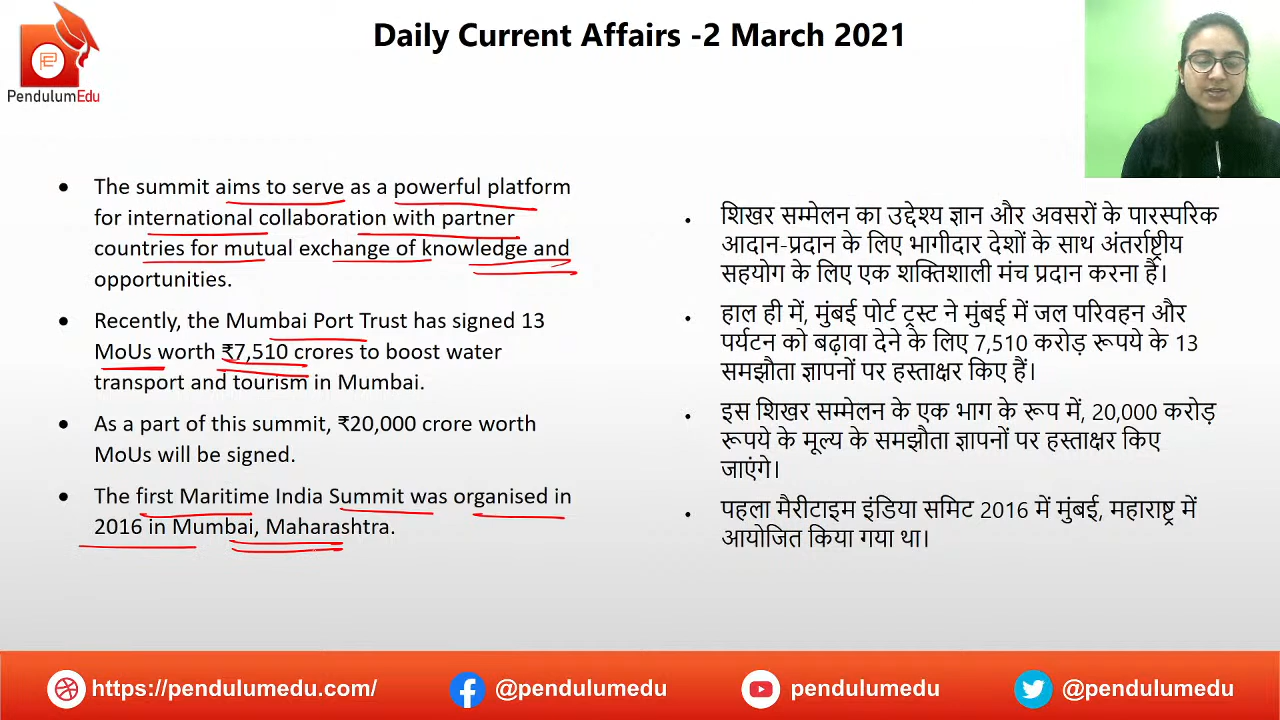 Daily Current Affairs -2 March 2021
PendulumEdu
• The summit aims to serve as a powerful platform
for international collaboration with partner
countries for mutual exchange of knowledge and
opportunities.
• Recently, the Mumbai Port Trust has signed 13
MoUs worth ₹7,510 crores to boost water
transport and tourism in Mumbai.
• As a part of this summit, ₹20,000 crore worth
MoUs will be signed.
• The first Maritime India Summit was organised in
2016 in Mumbai, Maharashtra.
• शिखर सम्मेलन का उद्देश्य ज्ञान और अवसरों के पारस्परिक
आदान-प्रदान के लिए भागीदार देशों के साथ अंतर्राष्ट्रीय
सहयोग के लिए एक शक्तिशाली मंच प्रदान करना है।
• हाल ही में, मुंबई पोर्ट ट्रस्ट ने मुंबई में जल परिवहन और
पर्यटन को बढ़ावा देने के लिए 7,510 करोड़ रूपये के 13
समझौता ज्ञापनों पर हस्ताक्षर किए हैं।
• इस शिखर सम्मेलन के एक भाग के रूप में, 20,000 करोड़
रूपये के मूल्य के समझौता ज्ञापनों पर हस्ताक्षर किए
जाएंगे।
• पहला मैरीटाइम इंडिया समिट 2016 में मुंबई, महाराष्ट्र में
आयोजित किया गया था।
https://pendulumedu.com/
@pendulumedu
pendulumedu
@pendulumedu